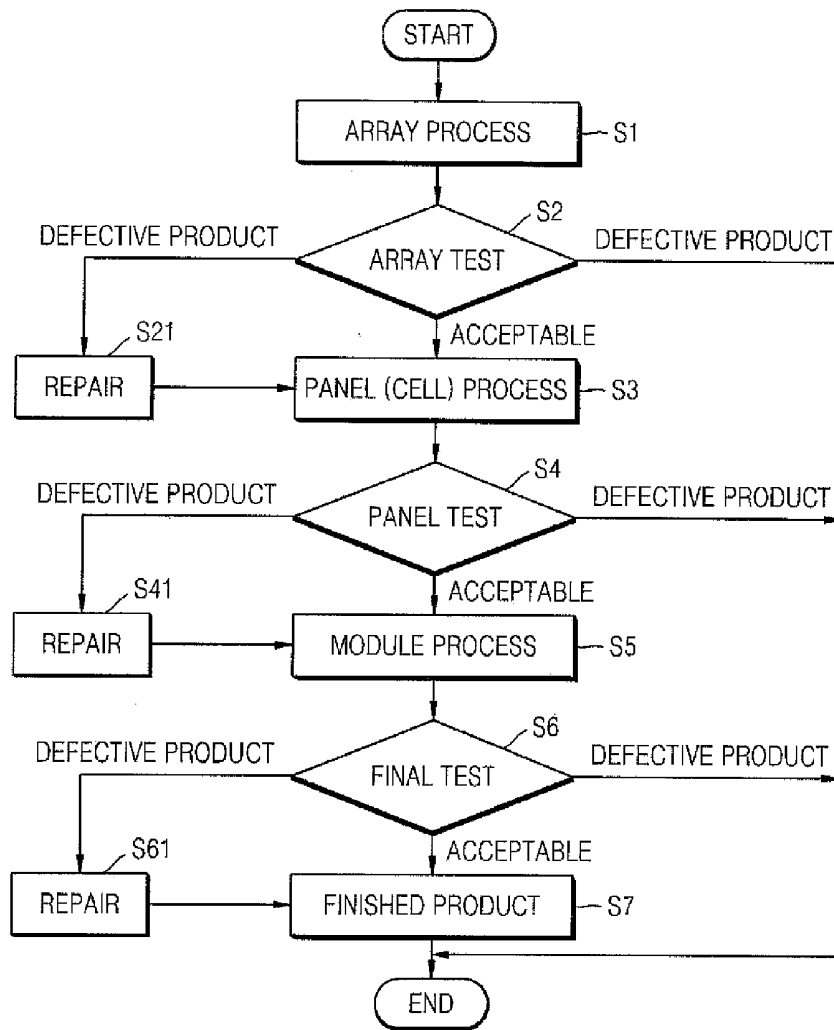 START
ARRAY PROCESS
S1
S2
DEFECTIVE PRODUCT
ARRAY TEST
DEFECTIVE PRODUCT
ACCEPTABLE
S21
REPAIR
PANEL (CELL) PROCESS
S3
S4
DEFECTIVE PRODUCT
PANEL TEST
DEFECTIVE PRODUCT
ACCEPTABLE
S41
REPAIR
MODULE PROCESS
S5
S6
DEFECTIVE PRODUCT
FINAL TEST
DEFECTIVE PRODUCT
ACCEPTABLE
S61
REPAIR
FINISHED PRODUCT
S7
END